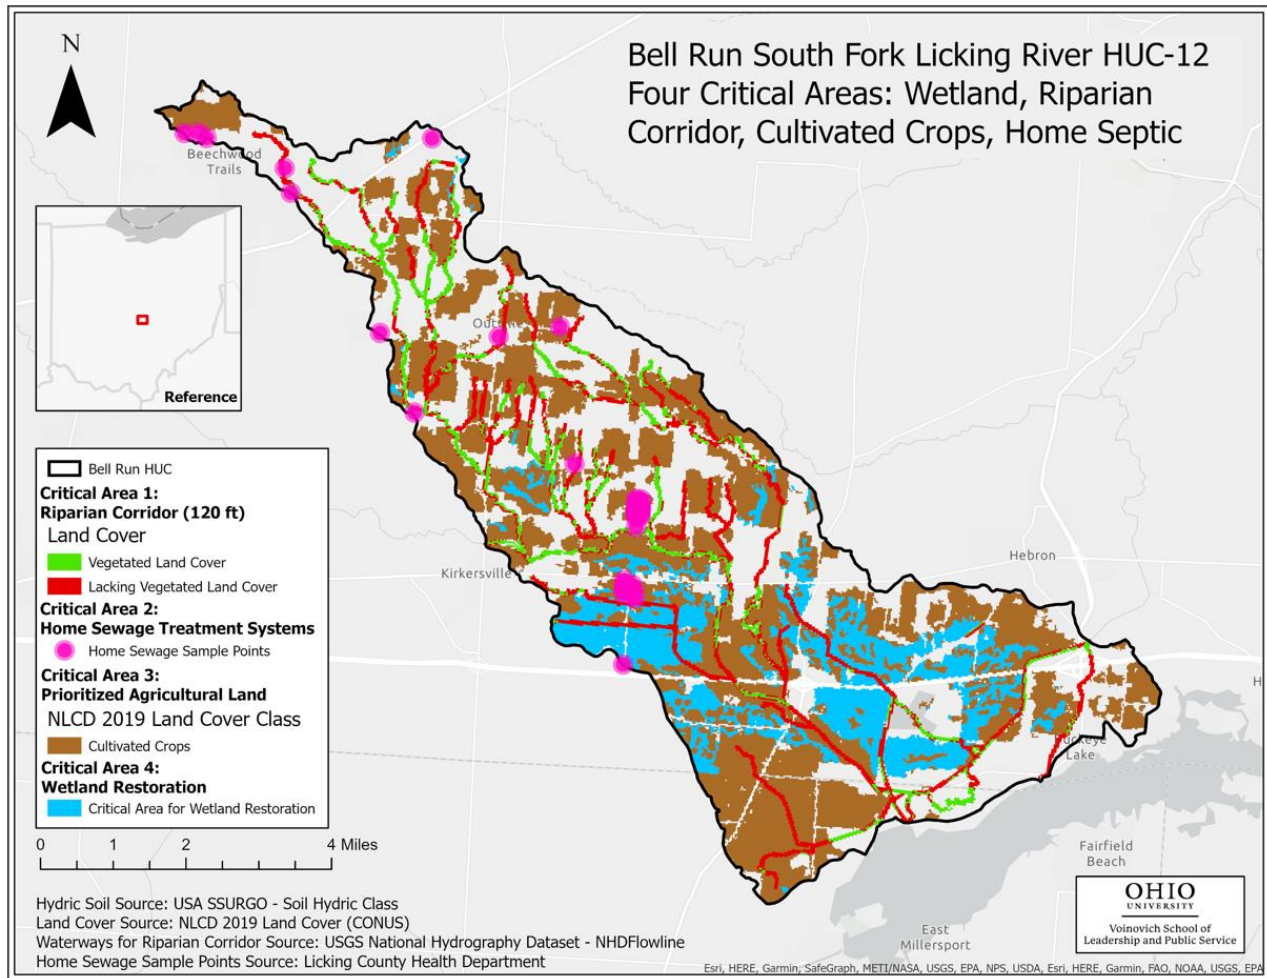 Bell Run South Fork Licking River HUC-12
Four Critical Areas: Wetland, Riparian
Corridor, Cultivated Crops, Home Septic
N
Beechwood
Trails
Reference
Kirkersville
Hebron
Lake
Fairfield
Beach
East
Millersport
Bell Run HUC
Critical Area 1:
Riparian Corridor (120 ft)
Land Cover
Vegetated Land Cover
Lacking Vegetated Land Cover
Critical Area 2:
Home Sewage Treatment Systems
Home Sewage Sample Points
Critical Area 3:
Prioritized Agricultural Land
NLCD 2019 Land Cover Class
Cultivated Crops
Critical Area 4:
Wetland Restoration
Critical Area for Wetland Restoration
0 1 2 4 Miles
Hydric Soil Source: USA SSURGO - Soil Hydric Class
Land Cover Source: NLCD 2019 Land Cover (CONUS)
Waterways for Riparian Corridor Source: USGS National Hydrography Dataset - NHDFlowline
Home Sewage Sample Points Source: Licking County Health Department
OHIO
UNIVERSITY
Voinovich School of
Leadership and Public Service
Esri, HERE, Garmin, SafeGraph, METI/NASA, USGS, EPA, NPS, USDA, Esri, HERE, Garmin, FAO, NOAA, USGS, EPA